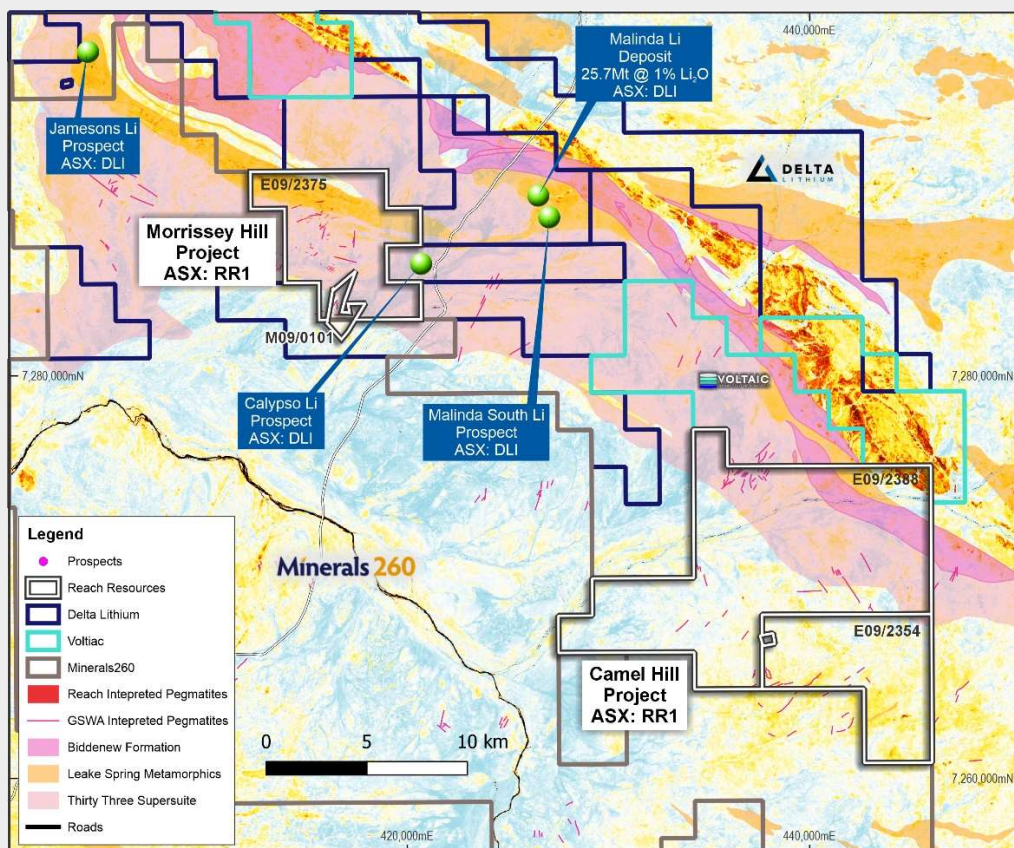 440,000mE
Malinda Li
Deposit
25.7Mt @ 1% Li₂O
ASX: DLI
Jamesons Li
Prospect
ASX: DLI
DELTA
LITHIUM
E09/2375
Morrissey Hill
Project
ASX: RR1
M09/0101
7,280,000mN
7,280,000mN
VOLTAIC
Calypso Li
Prospect
ASX: DLI
Malinda South Li
Prospect
ASX: DLI
E09/2388
Minerals 260
E09/2354
Camel Hill
Project
ASX: RR1
Legend
Prospects
Reach Resources
Delta Lithium
Voltiac
Minerals260
Reach Intepreted Pegmatites
GSWA Intepreted Pegmatites
Biddenew Formation
Leake Spring Metamorphics
Thirty Three Supersuite
Roads
0 5 10 km
7,260,000mN
420,000mE
440,000mE